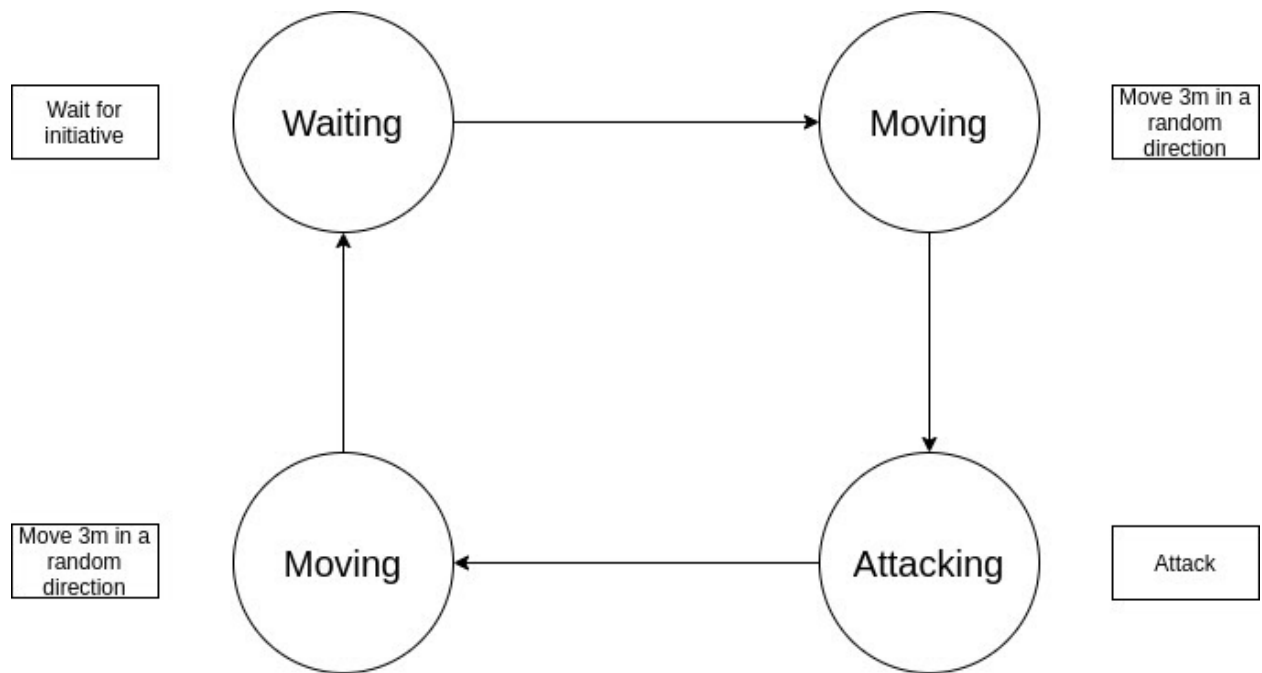 Wait for
initiative
Waiting
Moving
Move 3m in a
random
direction
Move 3m in a
random
direction
Moving
Attacking
Attack